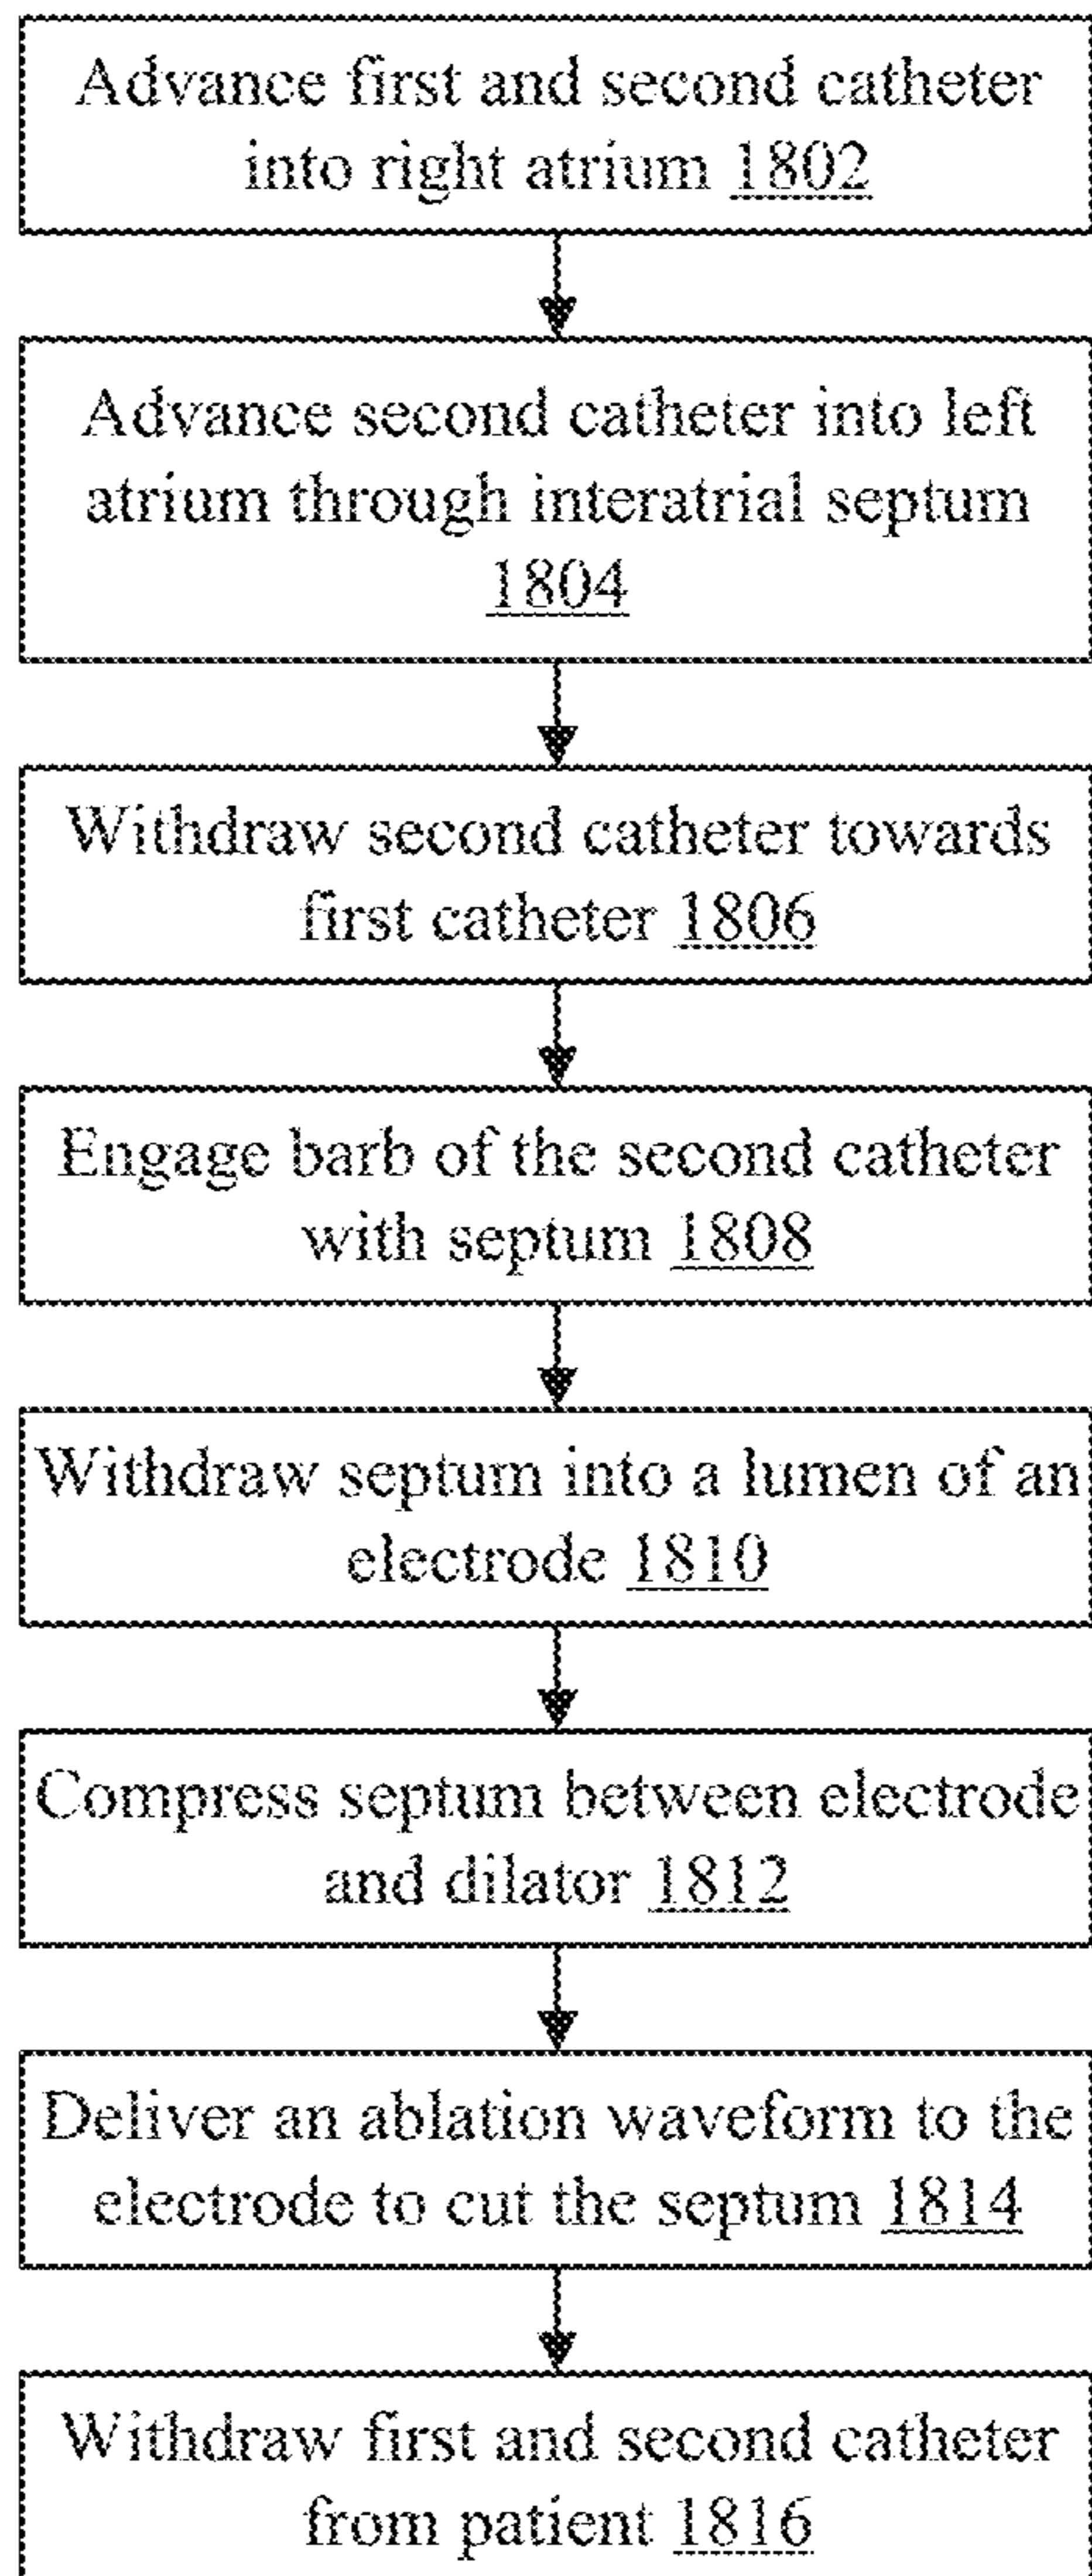 Advance first and second catheter
into right atrium 1802
Advance second catheter into left
atrium through interatrial septum
1804
Withdraw second catheter towards
first catheter 1806
Engage barb of the second catheter
with septum 1808
Withdraw septum into a lumen of an
electrode 1810
Compress septum between electrode
and dilator 1812
Deliver an ablation waveform to the
electrode to cut the septum 1814
Withdraw first and second catheter
from patient 1816